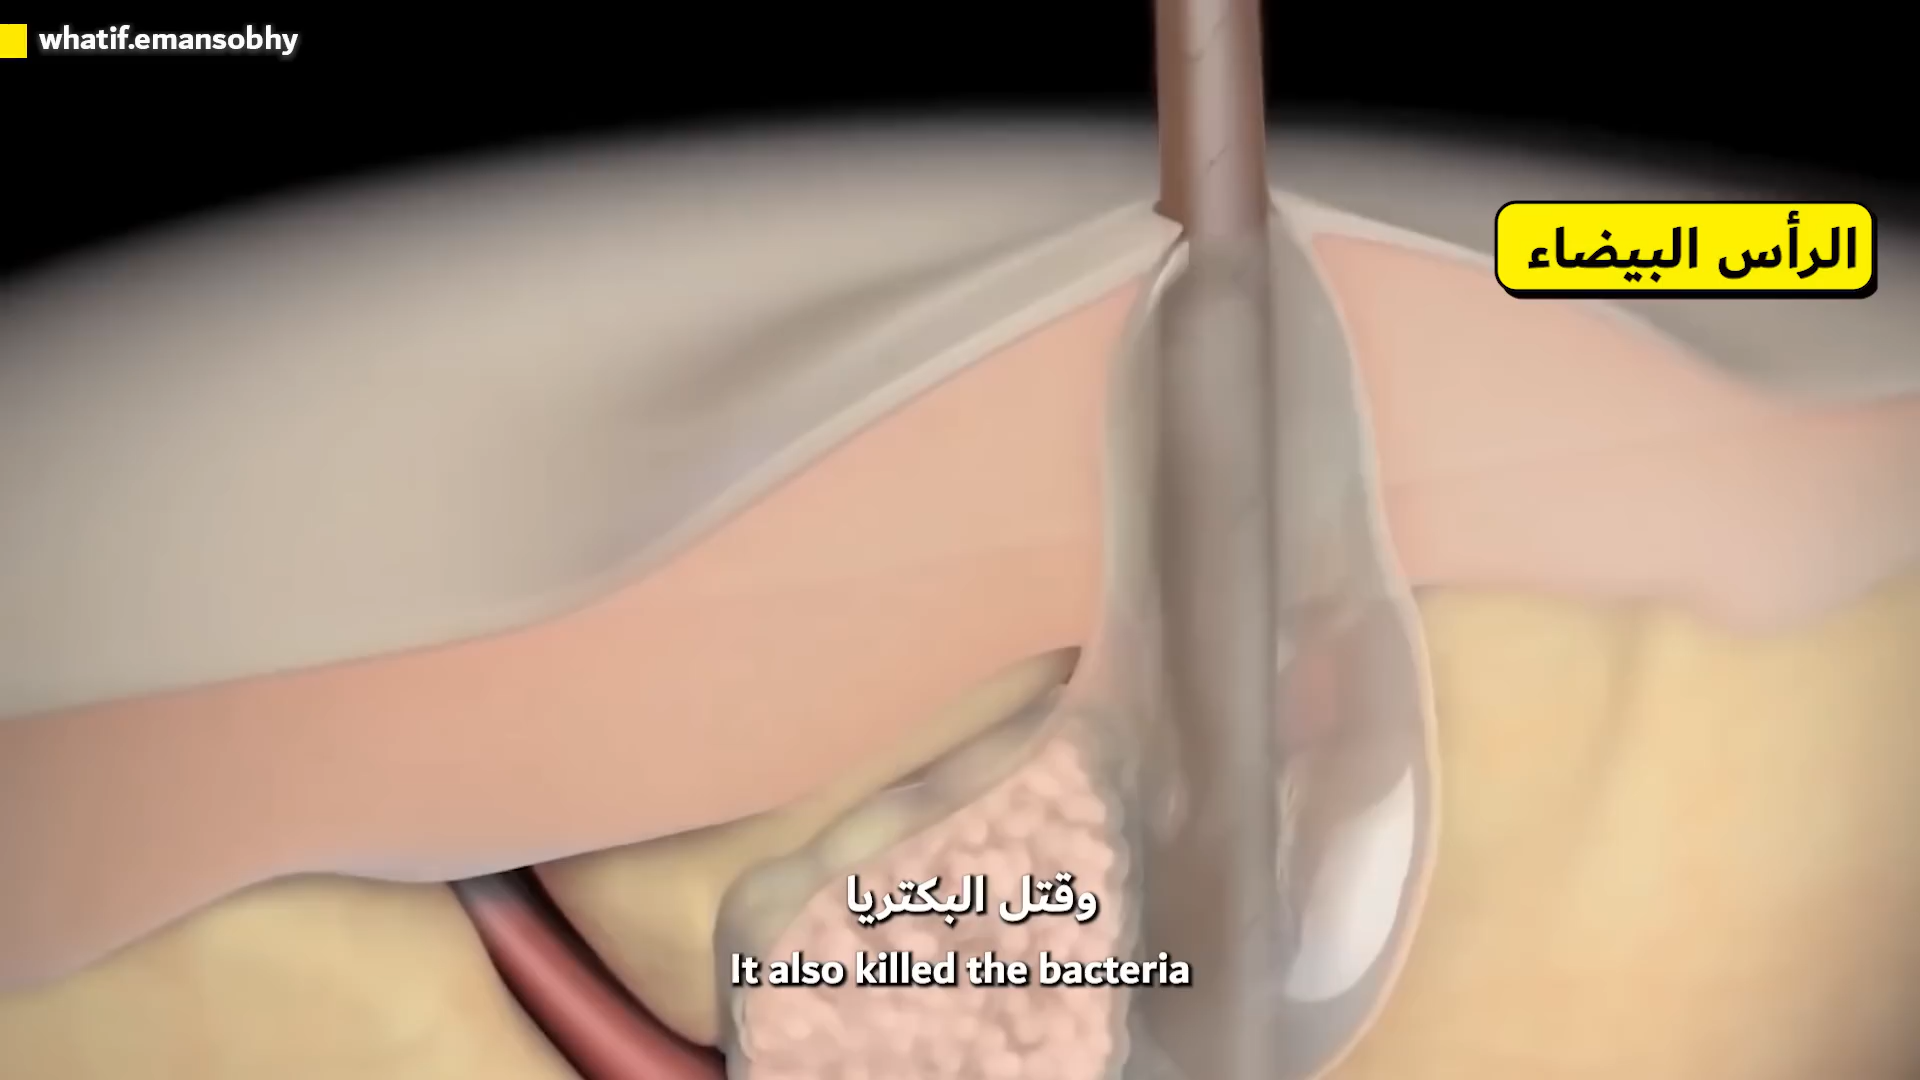 whatif.emansobhy
الرأس البيضاء
وقتل البكتريا
It also killed the bacteria